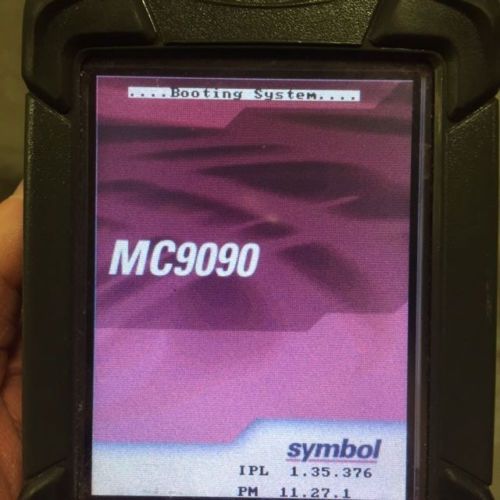 ....Booting System....
MC9090
symbol
IPL 1.35.376
PM 11.27.1